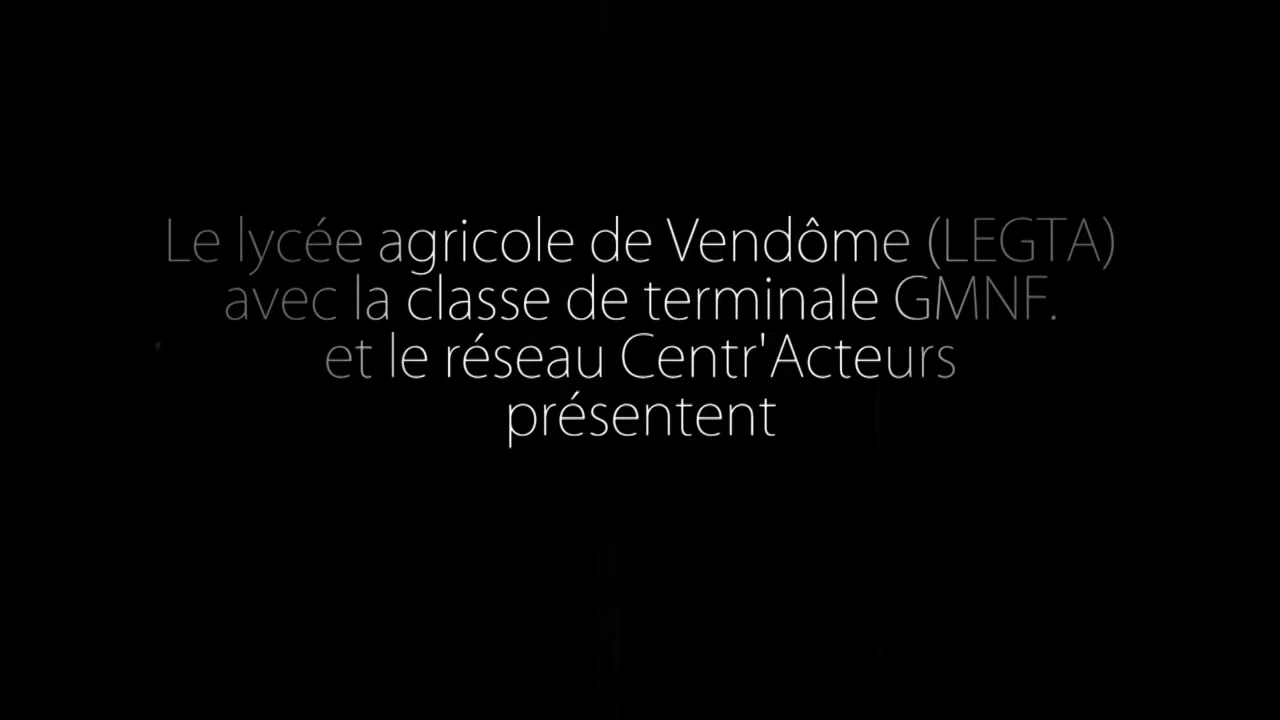 Le lycée agricole de Vendôme (LEGTA)
avec la classe de terminale GMNF.
et le réseau Centr'Acteurs
présentent